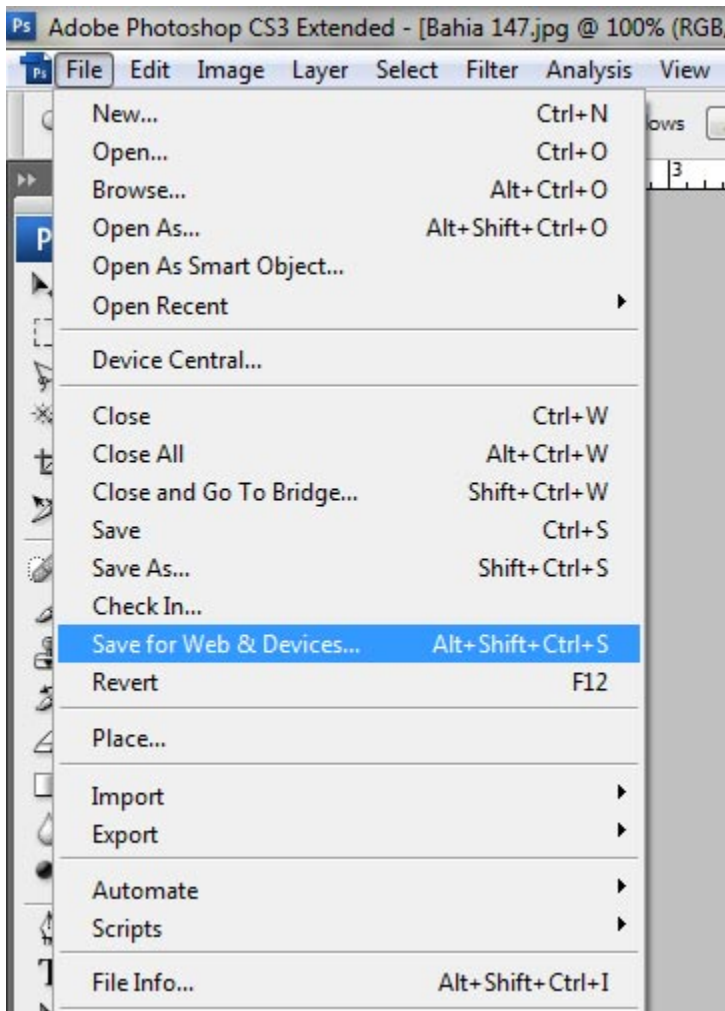 Ps Adobe Photoshop CS3 Extended - [Bahia 147.jpg @ 100% (RGB/
Ps File Edit Image Layer Select Filter Analysis View
New... Ctrl+N
Open... Ctrl+O
Browse... Alt+Ctrl+O
Open As... Alt+Shift+Ctrl+O
Open As Smart Object...
Open Recent
Device Central...
Close Ctrl+W
Close All Alt+Ctrl+W
Close and Go To Bridge... Shift+Ctrl+W
Save Ctrl+S
Save As... Shift+Ctrl+S
Check In...
Save for Web & Devices... Alt+Shift+Ctrl+S
Revert F12
Place...
Import
Export
Automate
Scripts
File Info... Alt+Shift+Ctrl+I
ows
3
P
T